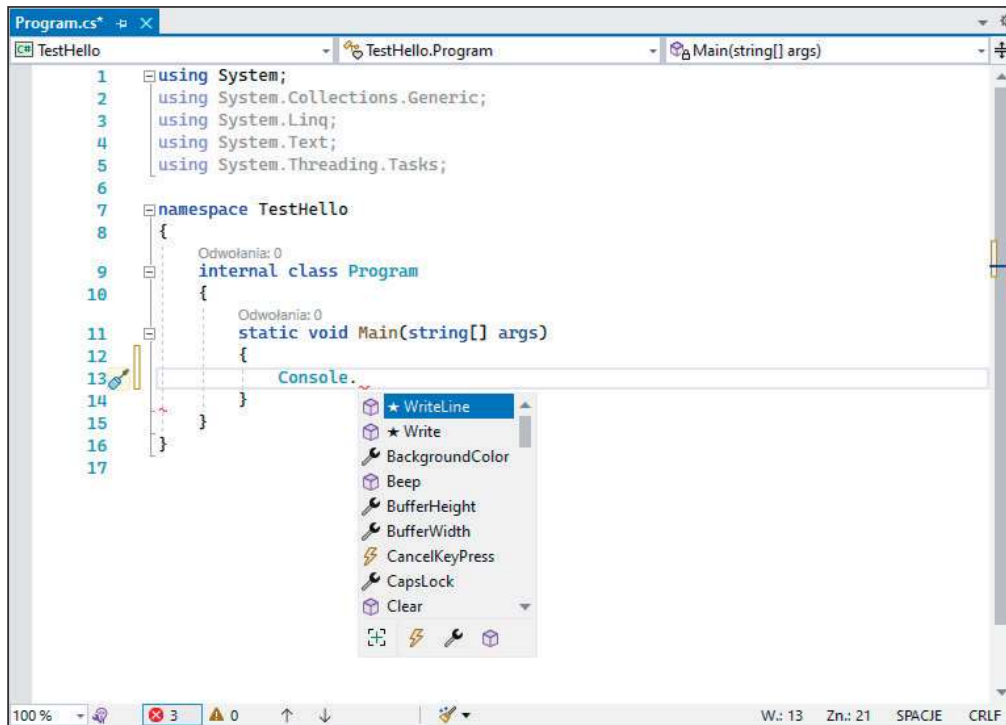 Program.cs*
TestHello TestHello.Program Main(string[] args)
1 using System;
2 using System.Collections.Generic;
3 using System.Linq;
4 using System.Text;
5 using System.Threading.Tasks;
6
7 namespace TestHello
8 {
Odwołania: 0
9 internal class Program
10 {
Odwołania: 0
11 static void Main(string[] args)
12 {
13 Console.
14 }
15 }
16 }
17
★ WriteLine
★ Write
BackgroundColor
Beep
BufferHeight
BufferWidth
CancelKeyPress
CapsLock
Clear
100 % 3 0 W.: 13 Zn.: 21 SPACJE CRLF